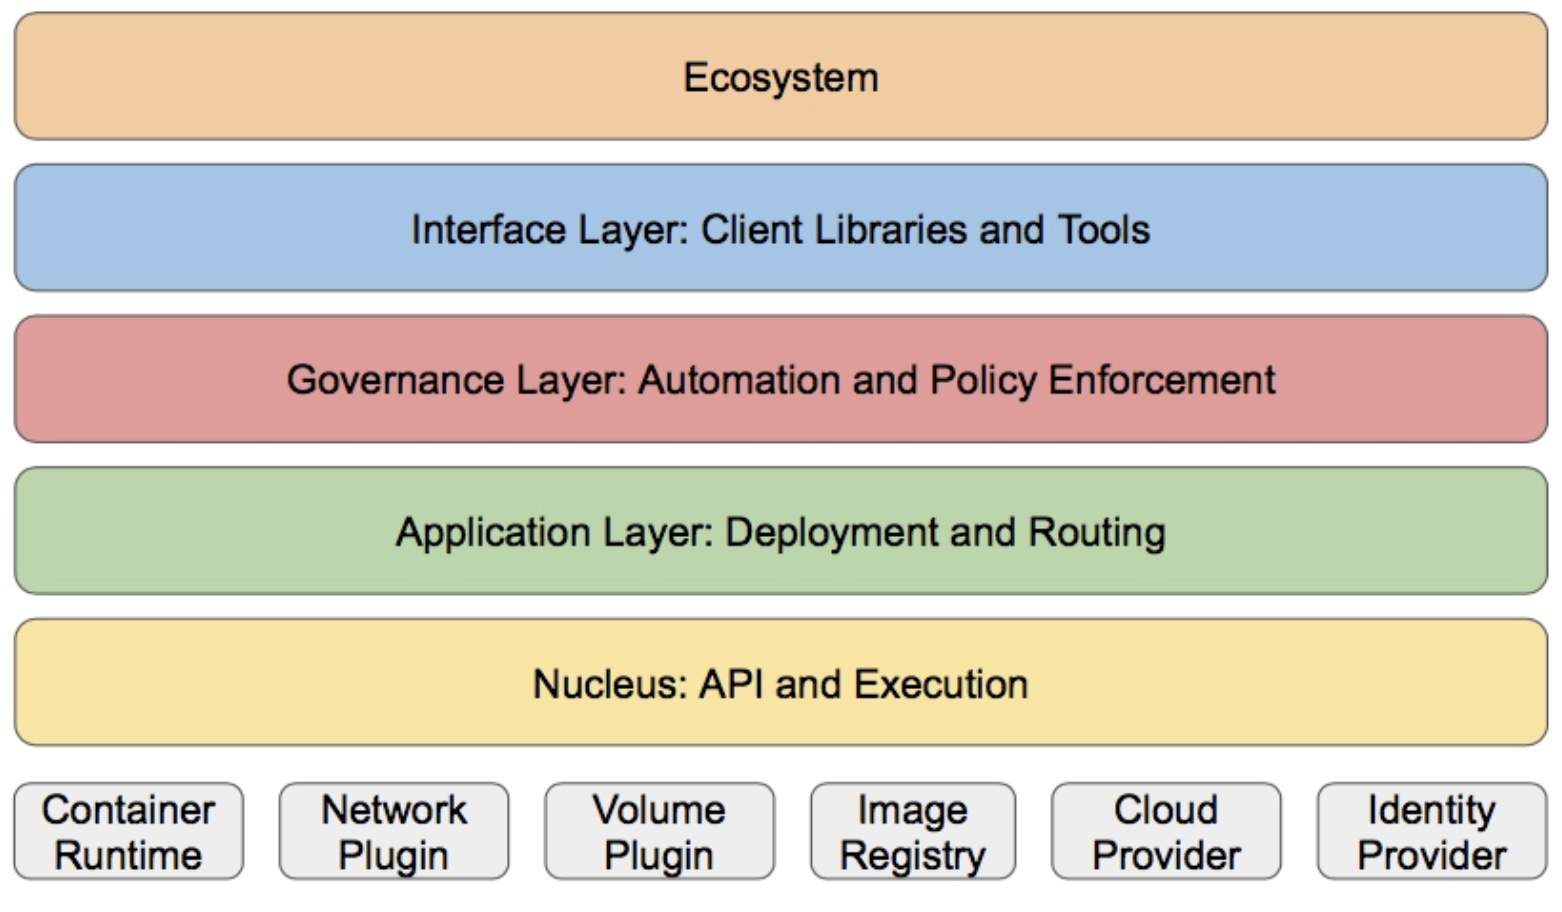 Ecosystem
Interface Layer: Client Libraries and Tools
Governance Layer: Automation and Policy Enforcement
Application Layer: Deployment and Routing
Nucleus: API and Execution
Container
Runtime
Network
Plugin
Volume
Plugin
Image
Registry
Cloud
Provider
Identity
Provider